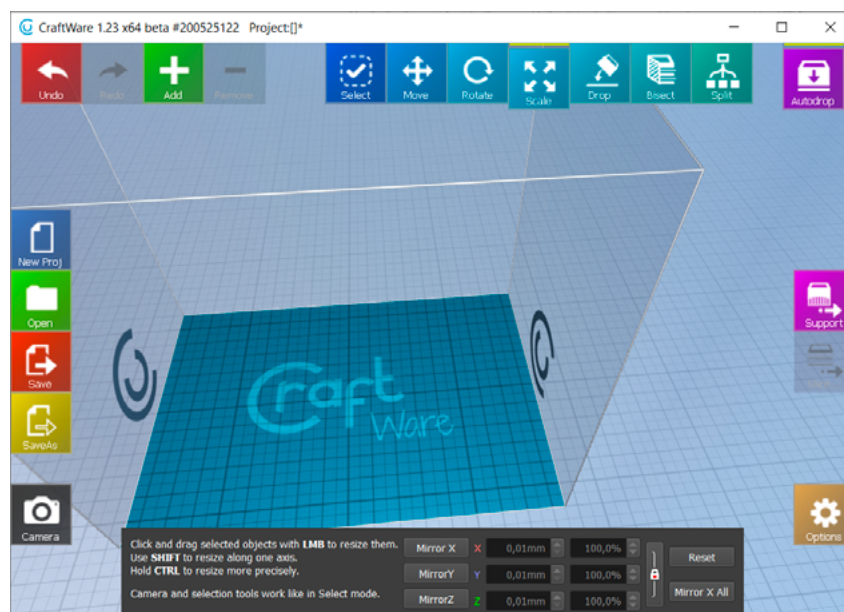 CraftWare 1.23 x64 beta #200525122 Project:[]*
Undo
Redo
Add
Remove
Select
Move
Rotate
Scale
Drop
Bisect
Split
Autodrop
New Proj
Open
Save
SaveAs
Camera
Support
Options
Craft
Ware
Click and drag selected objects with LMB to resize them.
Use SHIFT to resize along one axis.
Hold CTRL to resize more precisely.
Camera and selection tools work like in Select mode.
Mirror X X 0,01mm 100,0%
MirrorY Y 0,01mm 100,0%
MirrorZ Z 0,01mm 100,0%
Reset
Mirror X All